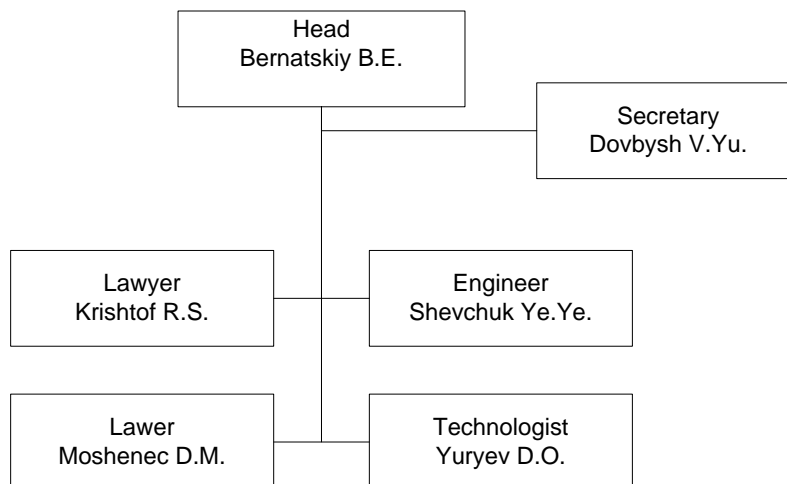 Head
Bernatskiy B.E.
Secretary
Dovbysh V.Yu.
Lawyer
Krishtof R.S.
Engineer
Shevchuk Ye.Ye.
Lawer
Moshenec D.M.
Technologist
Yuryev D.O.